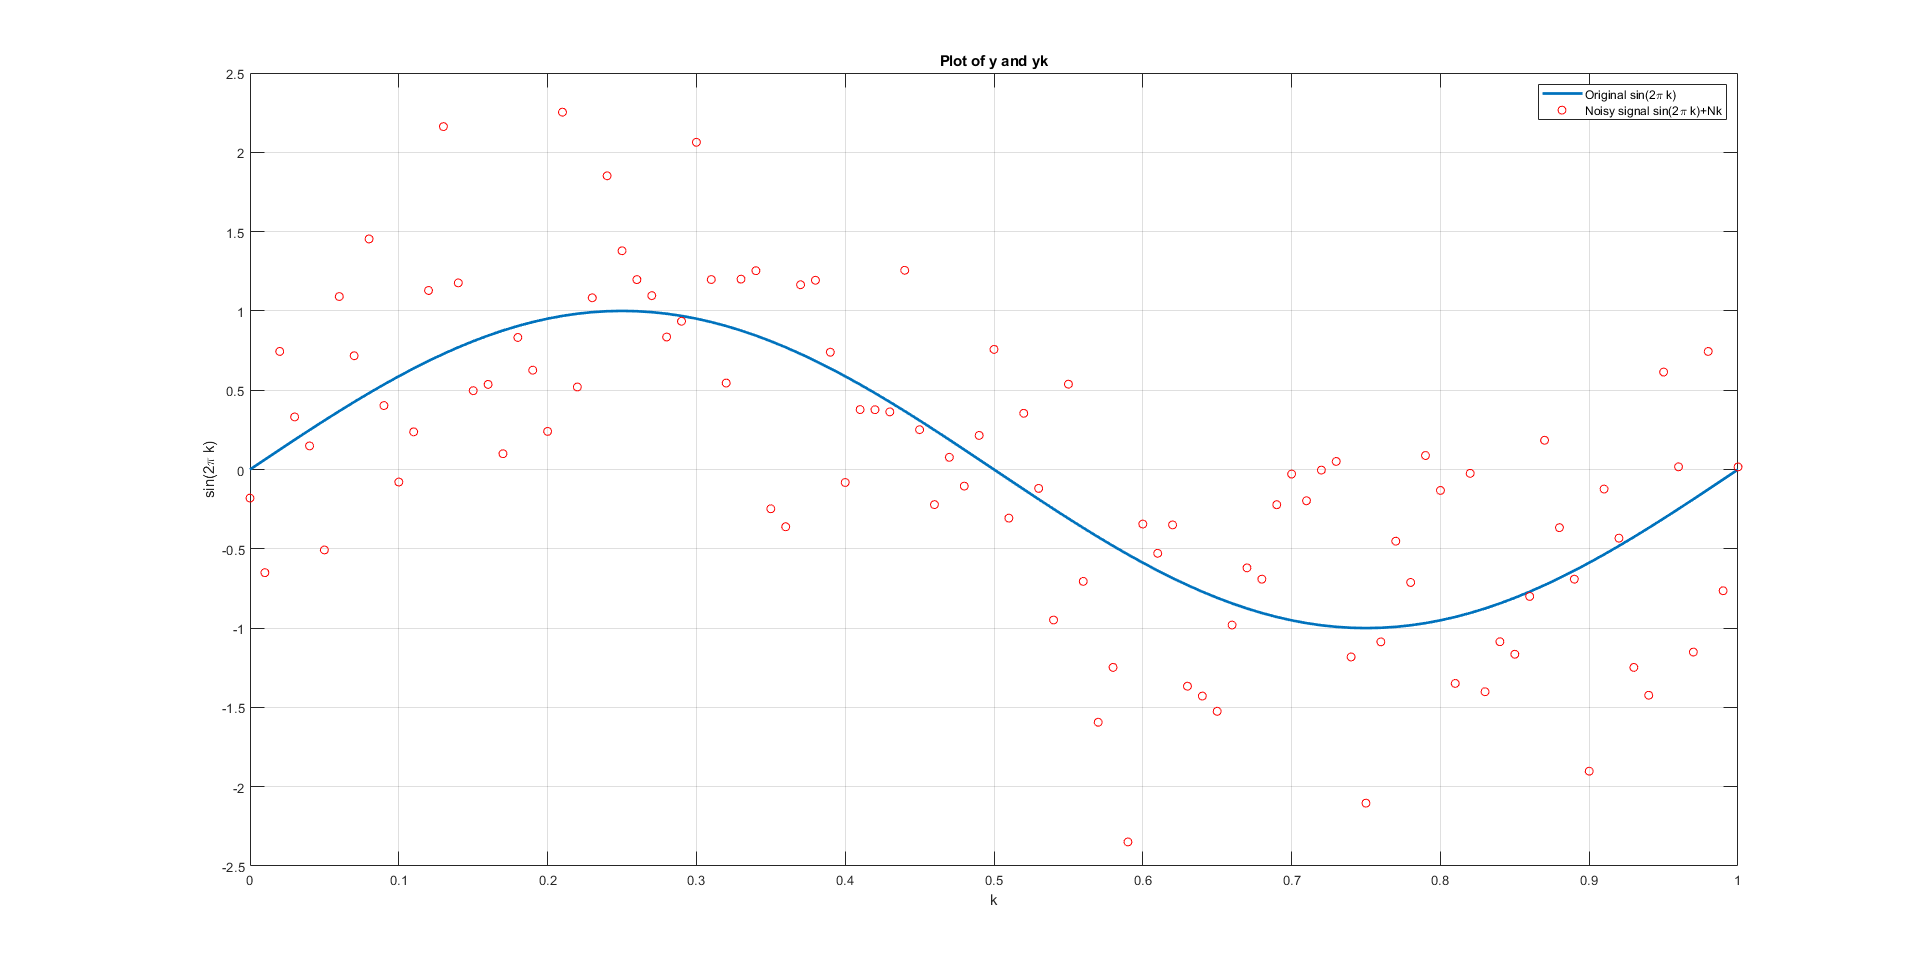 Plot of y and yk
2.5
2
1.5
1
0.5
0
-0.5
-1
-1.5
-2
-2.5
sin(2π k)
Original sin(2π k)
Noisy signal sin(2π k)+Nk
0 0.1 0.2 0.3 0.4 0.5 0.6 0.7 0.8 0.9 1
k